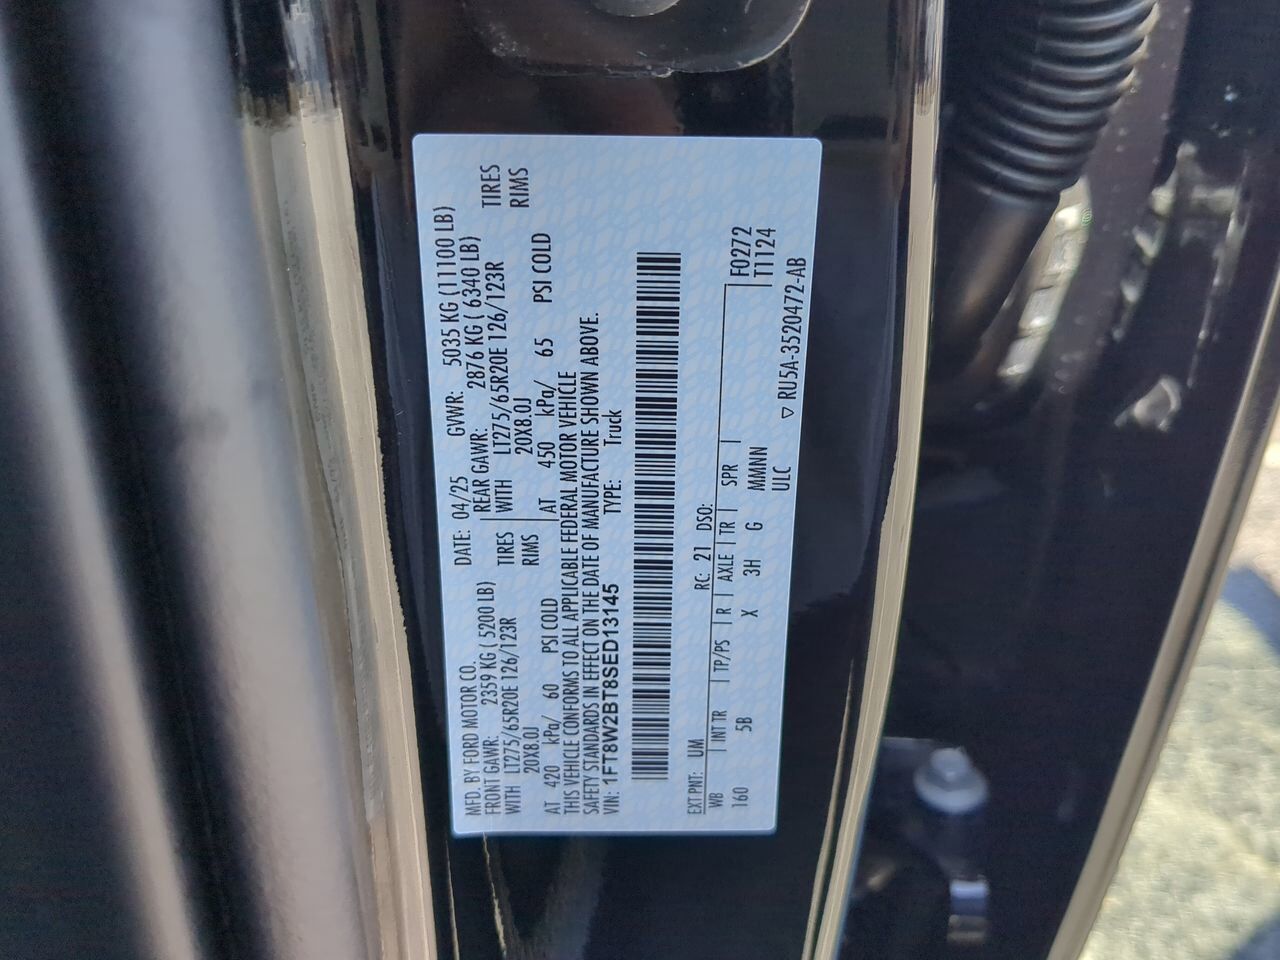 MFD. BY FORD MOTOR CO. DATE: 04/25 GVWR: 5035 KG (11100 LB)
FRONT GAWR: 2359 KG ( 5200 LB) REAR GAWR: 2876 KG ( 6340 LB)
WITH LT275/65R20E 126/123R TIRES WITH LT275/65R20E 126/123R TIRES
20X8.0J RIMS 20X8.0J RIMS
AT 420 kPa/ 60 PSI COLD AT 450 kPa/ 65 PSI COLD
THIS VEHICLE CONFORMS TO ALL APPLICABLE FEDERAL MOTOR VEHICLE
SAFETY STANDARDS IN EFFECT ON THE DATE OF MANUFACTURE SHOWN ABOVE.
VIN: 1FT8W2BT8SED13145 TYPE: Truck
EXT PNT: UM RC: 21 DSO:
WB INT TR TP/PS R AXLE TR SPR F0272
160 5B X 3H G MMNN T1124
ULC ▽ RU5A-3520472-AB